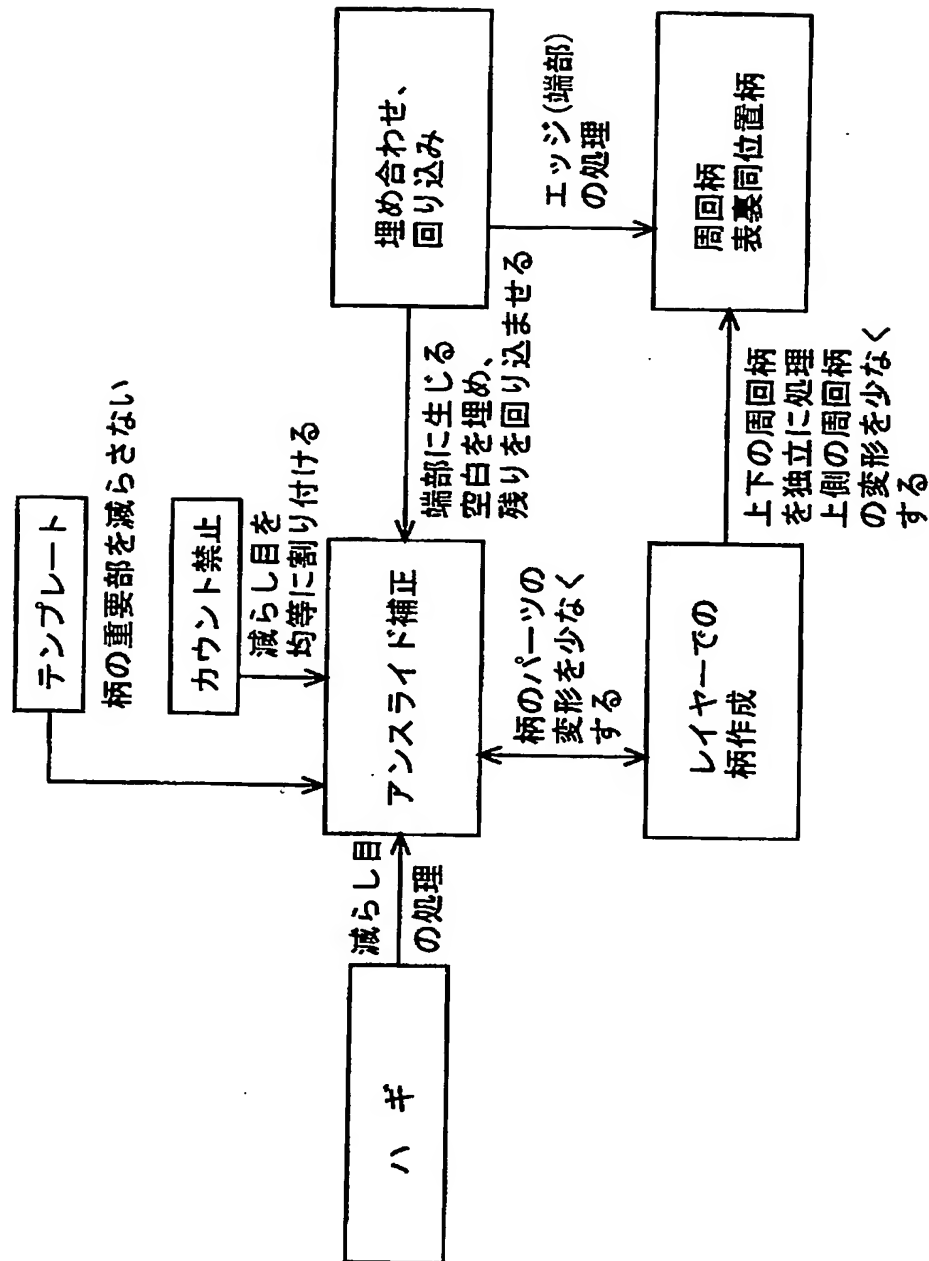 テンプレート
柄の重要部を減らさない
カウント禁止
減らし目を
均等に割り付ける
ハギ
減らし目
の処理
アンスライド補正
端部に生じる
空白を埋め、
残りを回り込ませる
埋め合わせ、
回り込み
柄のパーツの
変形を少なく
する
エッジ(端部)
の処理
レイヤーでの
柄作成
上下の周回柄
を独立に処理
上側の周回柄
の変形を少なく
する
周回柄
表裏同位置柄